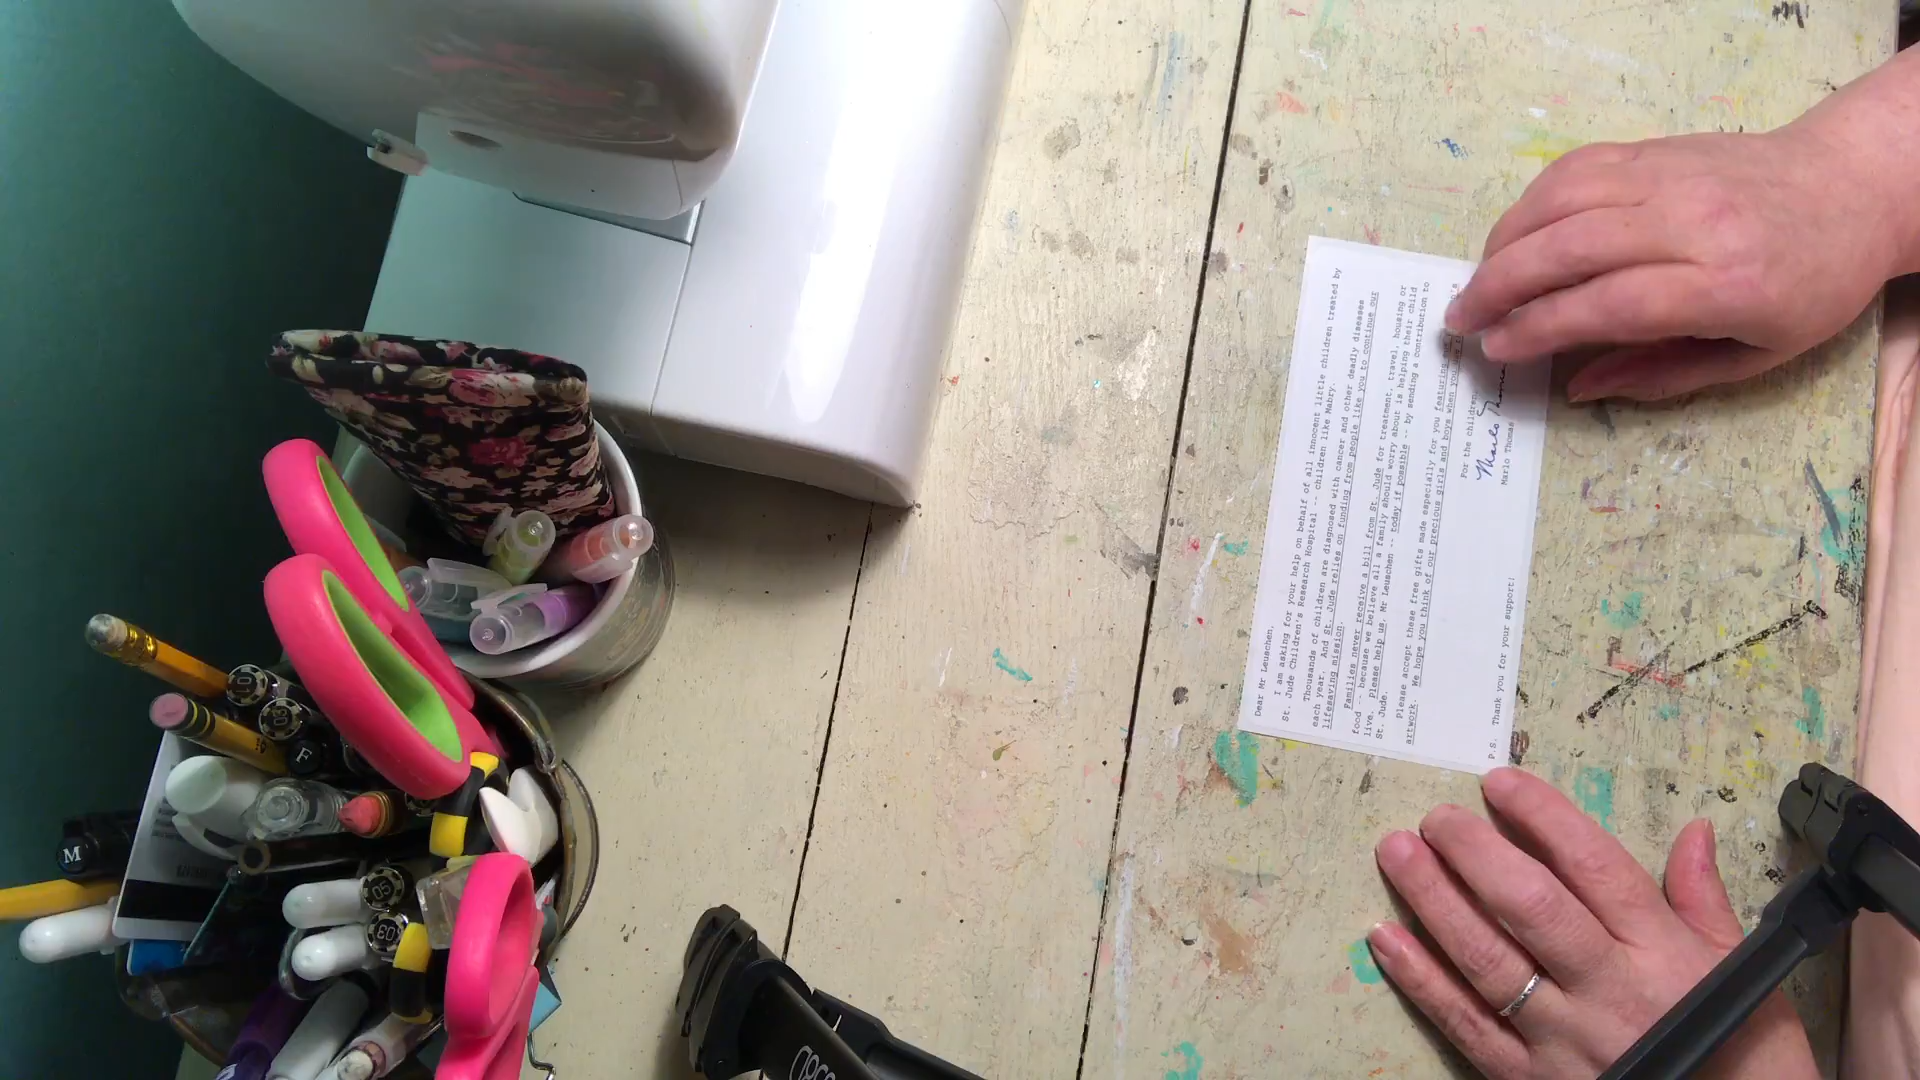 Dear Mr Leuschen,
I am asking for your help on behalf of all innocent little children treated by
St. Jude Children's Research Hospital -- children like Mabry.
Thousands of children are diagnosed with cancer and other deadly diseases
each year. And St. Jude relies on funding from people like you to continue our
lifesaving mission.
Families never receive a bill from St. Jude for treatment, travel, housing or
food -- because we believe all a family should worry about is helping their child
live. Please help us, Mr Leuschen -- today if possible -- by sending a contribution to
St. Jude.
Please accept these free gifts made especially for you featuring our
artwork. We hope you think of our precious girls and boys when you use
For the children,
Marlo Thomas
Marlo Thomas
P.S. Thank you for your support!
M
01
03
F
05
03